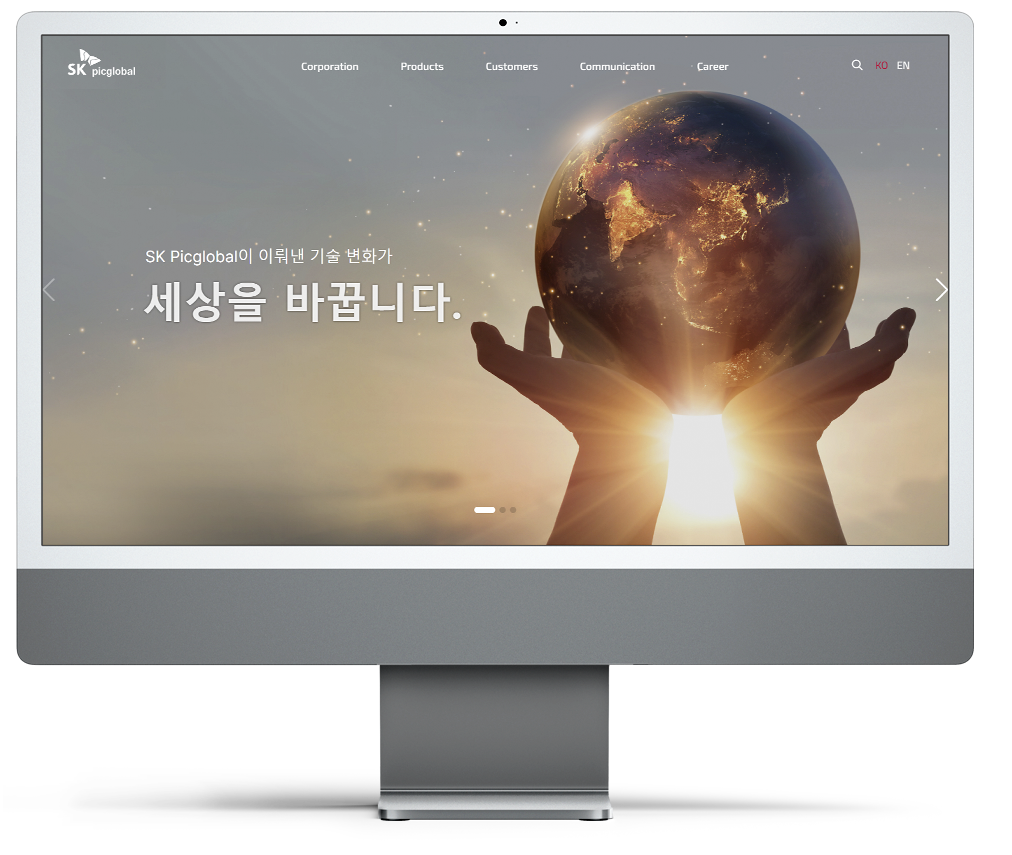 SK picglobal
Corporation Products Customers Communication Career
KO EN
SK Picglobal이 이뤄낸 기술 변화가
세상을 바꿉니다.